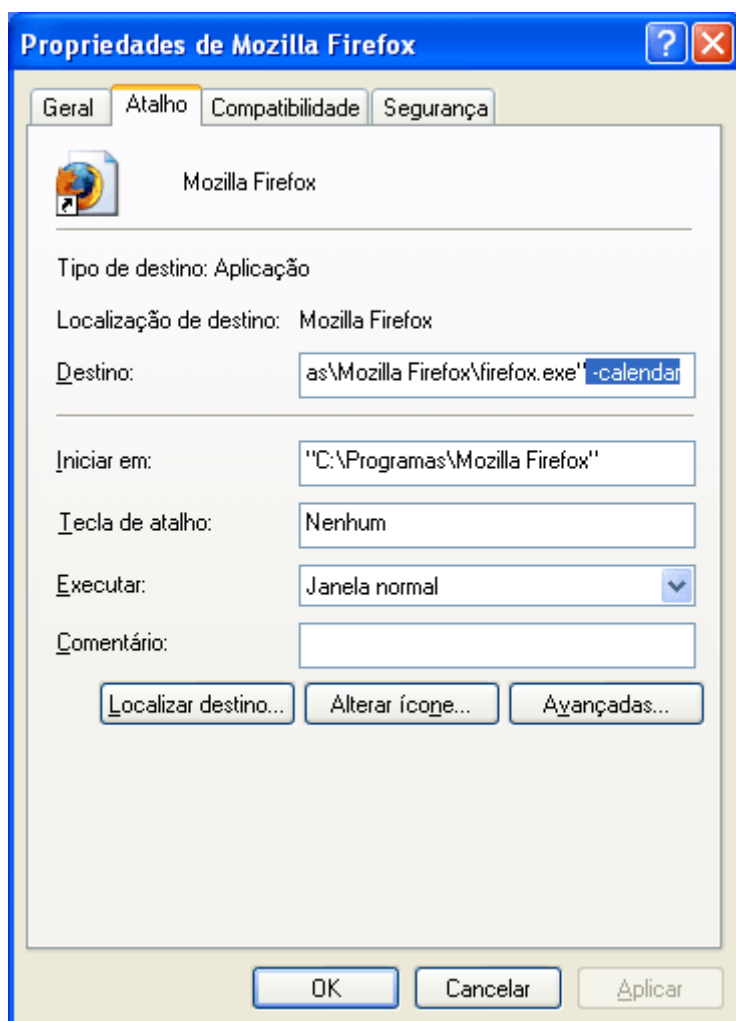 Propriedades de Mozilla Firefox
Geral Atalho Compatibilidade Segurança
Mozilla Firefox
Tipo de destino: Aplicação
Localização de destino: Mozilla Firefox
Destino: as\Mozilla Firefox\firefox.exe" -calendar
Iniciar em: "C:\Programas\Mozilla Firefox"
Tecla de atalho: Nenhum
Executar: Janela normal
Comentário:
Localizar destino... Alterar ícone... Avançadas...
OK Cancelar Aplicar